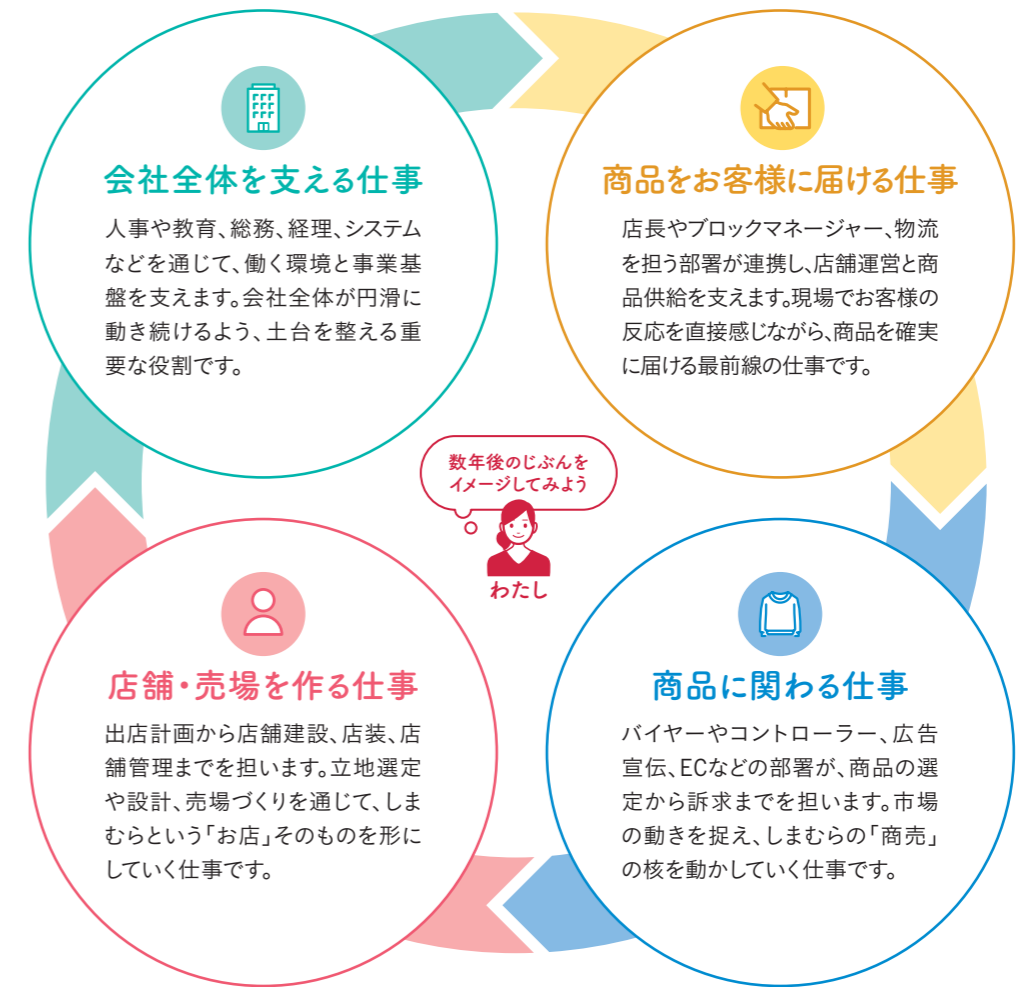 会社全体を支える仕事
人事や教育、総務、経理、システム
などを通じて、働く環境と事業基
盤を支えます。会社全体が円滑に
動き続けるよう、土台を整える重
要な役割です。
商品をお客様に届ける仕事
店長やブロックマネージャー、物流
を担う部署が連携し、店舗運営と商
品供給を支えます。現場でお客様の
反応を直接感じながら、商品を確実
に届ける最前線の仕事です。
数年後のじぶんを
イメージしてみよう
わたし
店舗・売場を作る仕事
出店計画から店舗建設、店装、店
舗管理までを担います。立地選定
や設計、売場づくりを通じて、しま
むらという「お店」そのものを形に
していく仕事です。
商品に関わる仕事
バイヤーやコントローラー、広告
宣伝、ECなどの部署が、商品の選
定から訴求までを担います。市場
の動きを捉え、しまむらの「商売」
の核を動かしていく仕事です。